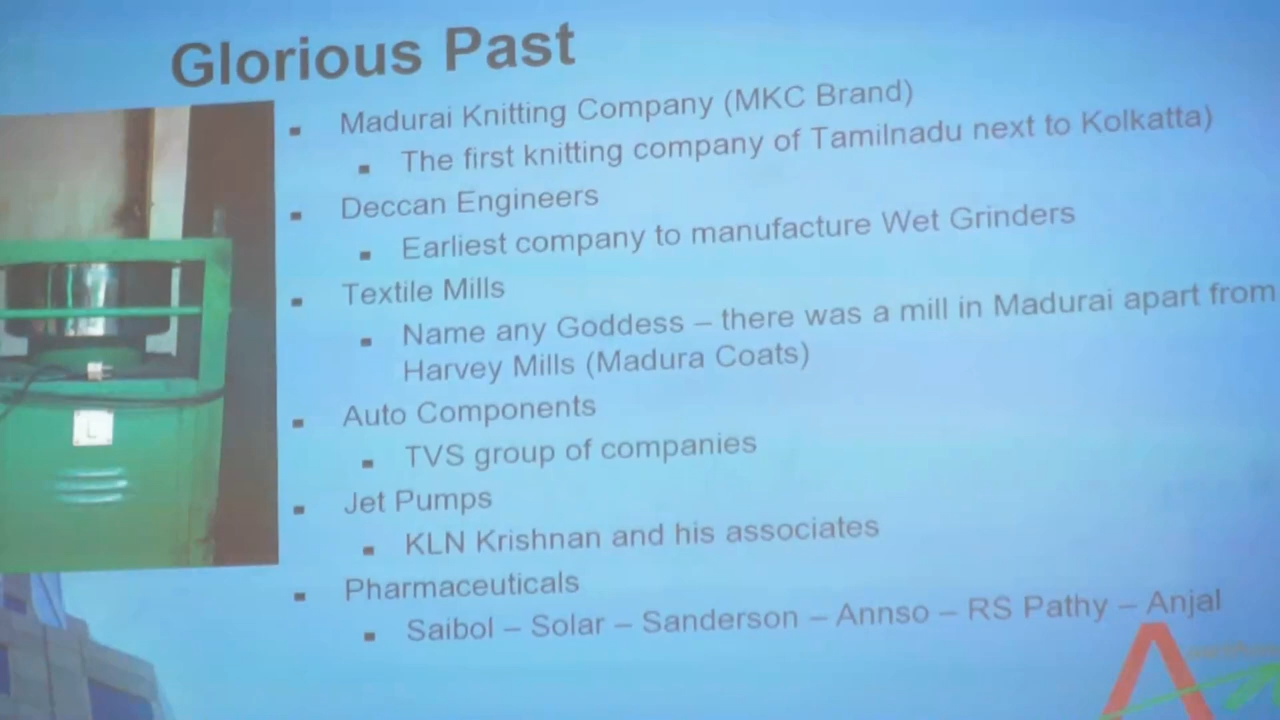 Glorious Past
Madurai Knitting Company (MKC Brand)
The first knitting company of Tamilnadu next to Kolkatta)
Deccan Engineers
Earliest company to manufacture Wet Grinders
Textile Mills
Name any Goddess – there was a mill in Madurai apart from
Harvey Mills (Madura Coats)
Auto Components
TVS group of companies
Jet Pumps
KLN Krishnan and his associates
Pharmaceuticals
Saibol – Solar – Sanderson – Annso – RS Pathy – Anjal
L